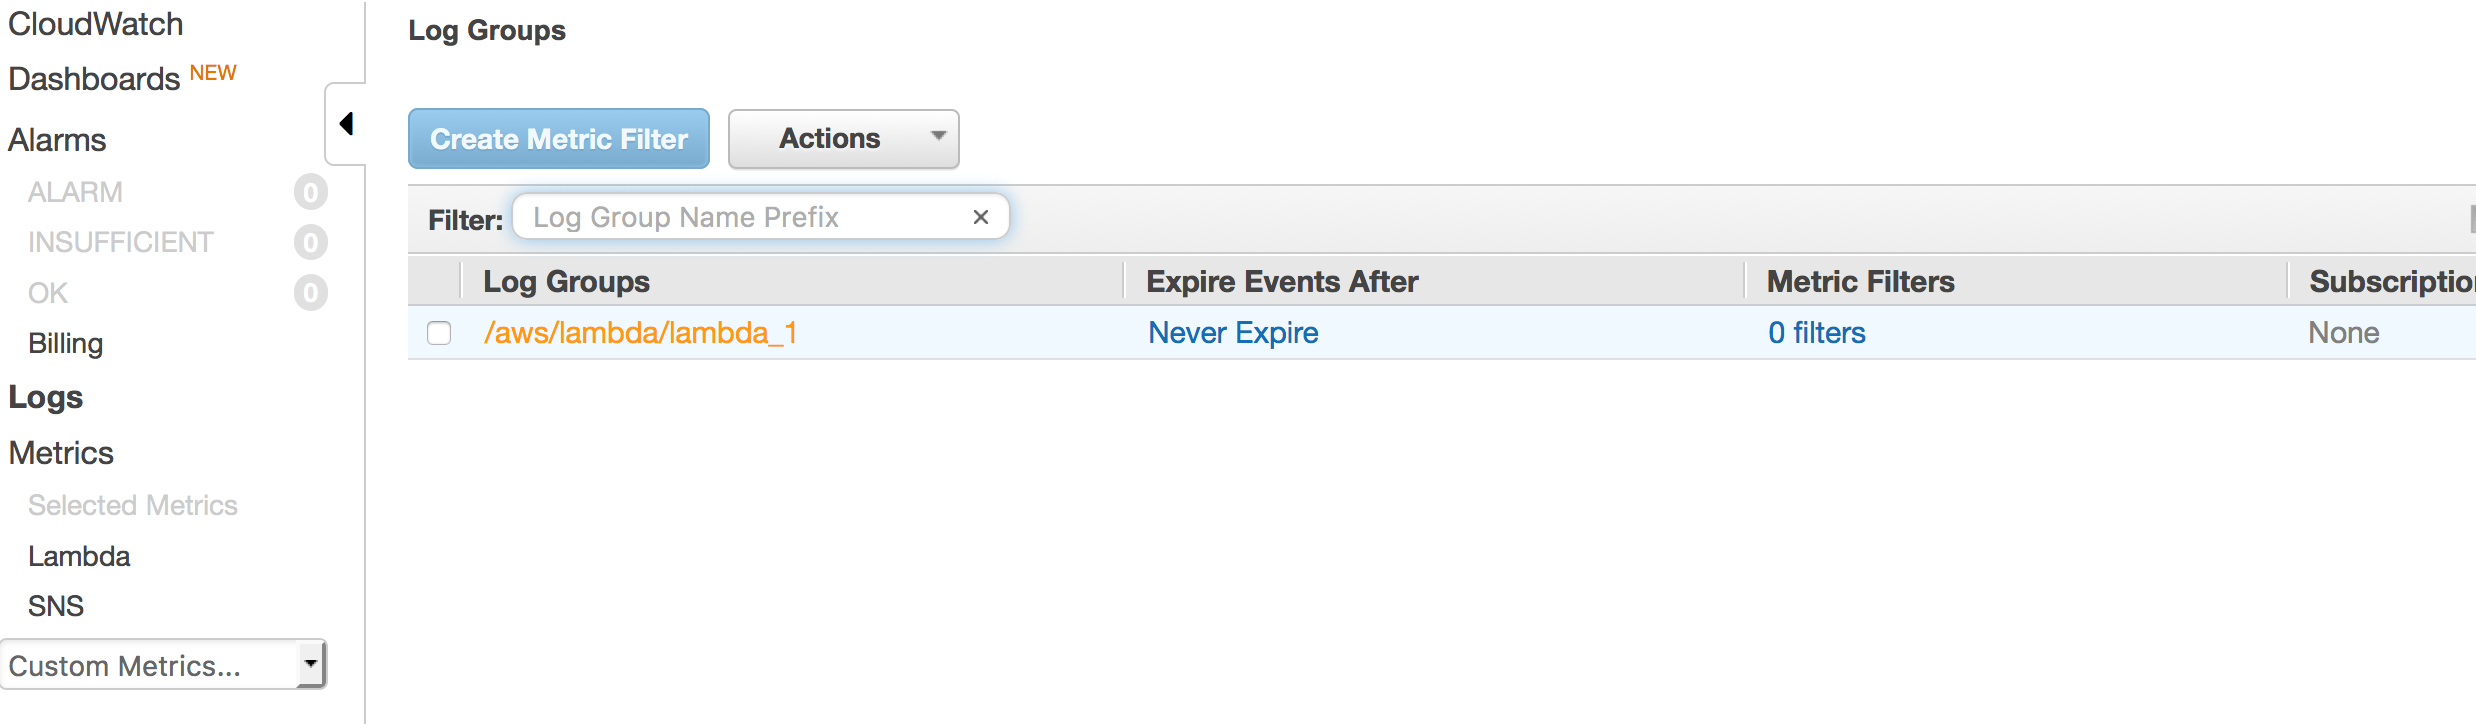 CloudWatch
Dashboards NEW
Alarms
ALARM 0
INSUFFICIENT 0
OK 0
Billing
Logs
Metrics
Selected Metrics
Lambda
SNS
Custom Metrics...
Log Groups
Create Metric Filter Actions
Filter: Log Group Name Prefix ×
Log Groups Expire Events After Metric Filters
/aws/lambda/lambda_1 Never Expire 0 filters None